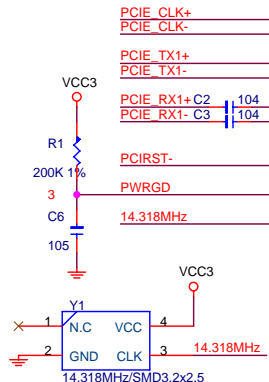 PCIE_CLK+
PCIE_CLK-
PCIE_TX1+
PCIE_TX1-
VCC3
PCIE_RX1+ C2 104
PCIE_RX1- C3 104
R1
PCIRST-
200K 1%
3 PWRGD
C6 14.318MHz
105
VCC3
Y1
1 N.C VCC 4
2 GND CLK 3 14.318MHz
14.318MHz/SMD3.2x2.5